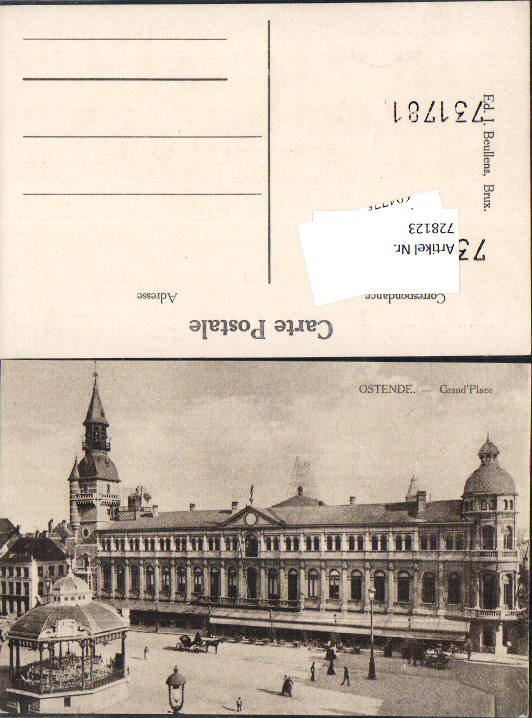 Carte Postale
Correspondance
Adresse
Artikel Nr.
728123
73
731781
Ed. J. Beullens, Brux.
OSTENDE. — Grand'Place